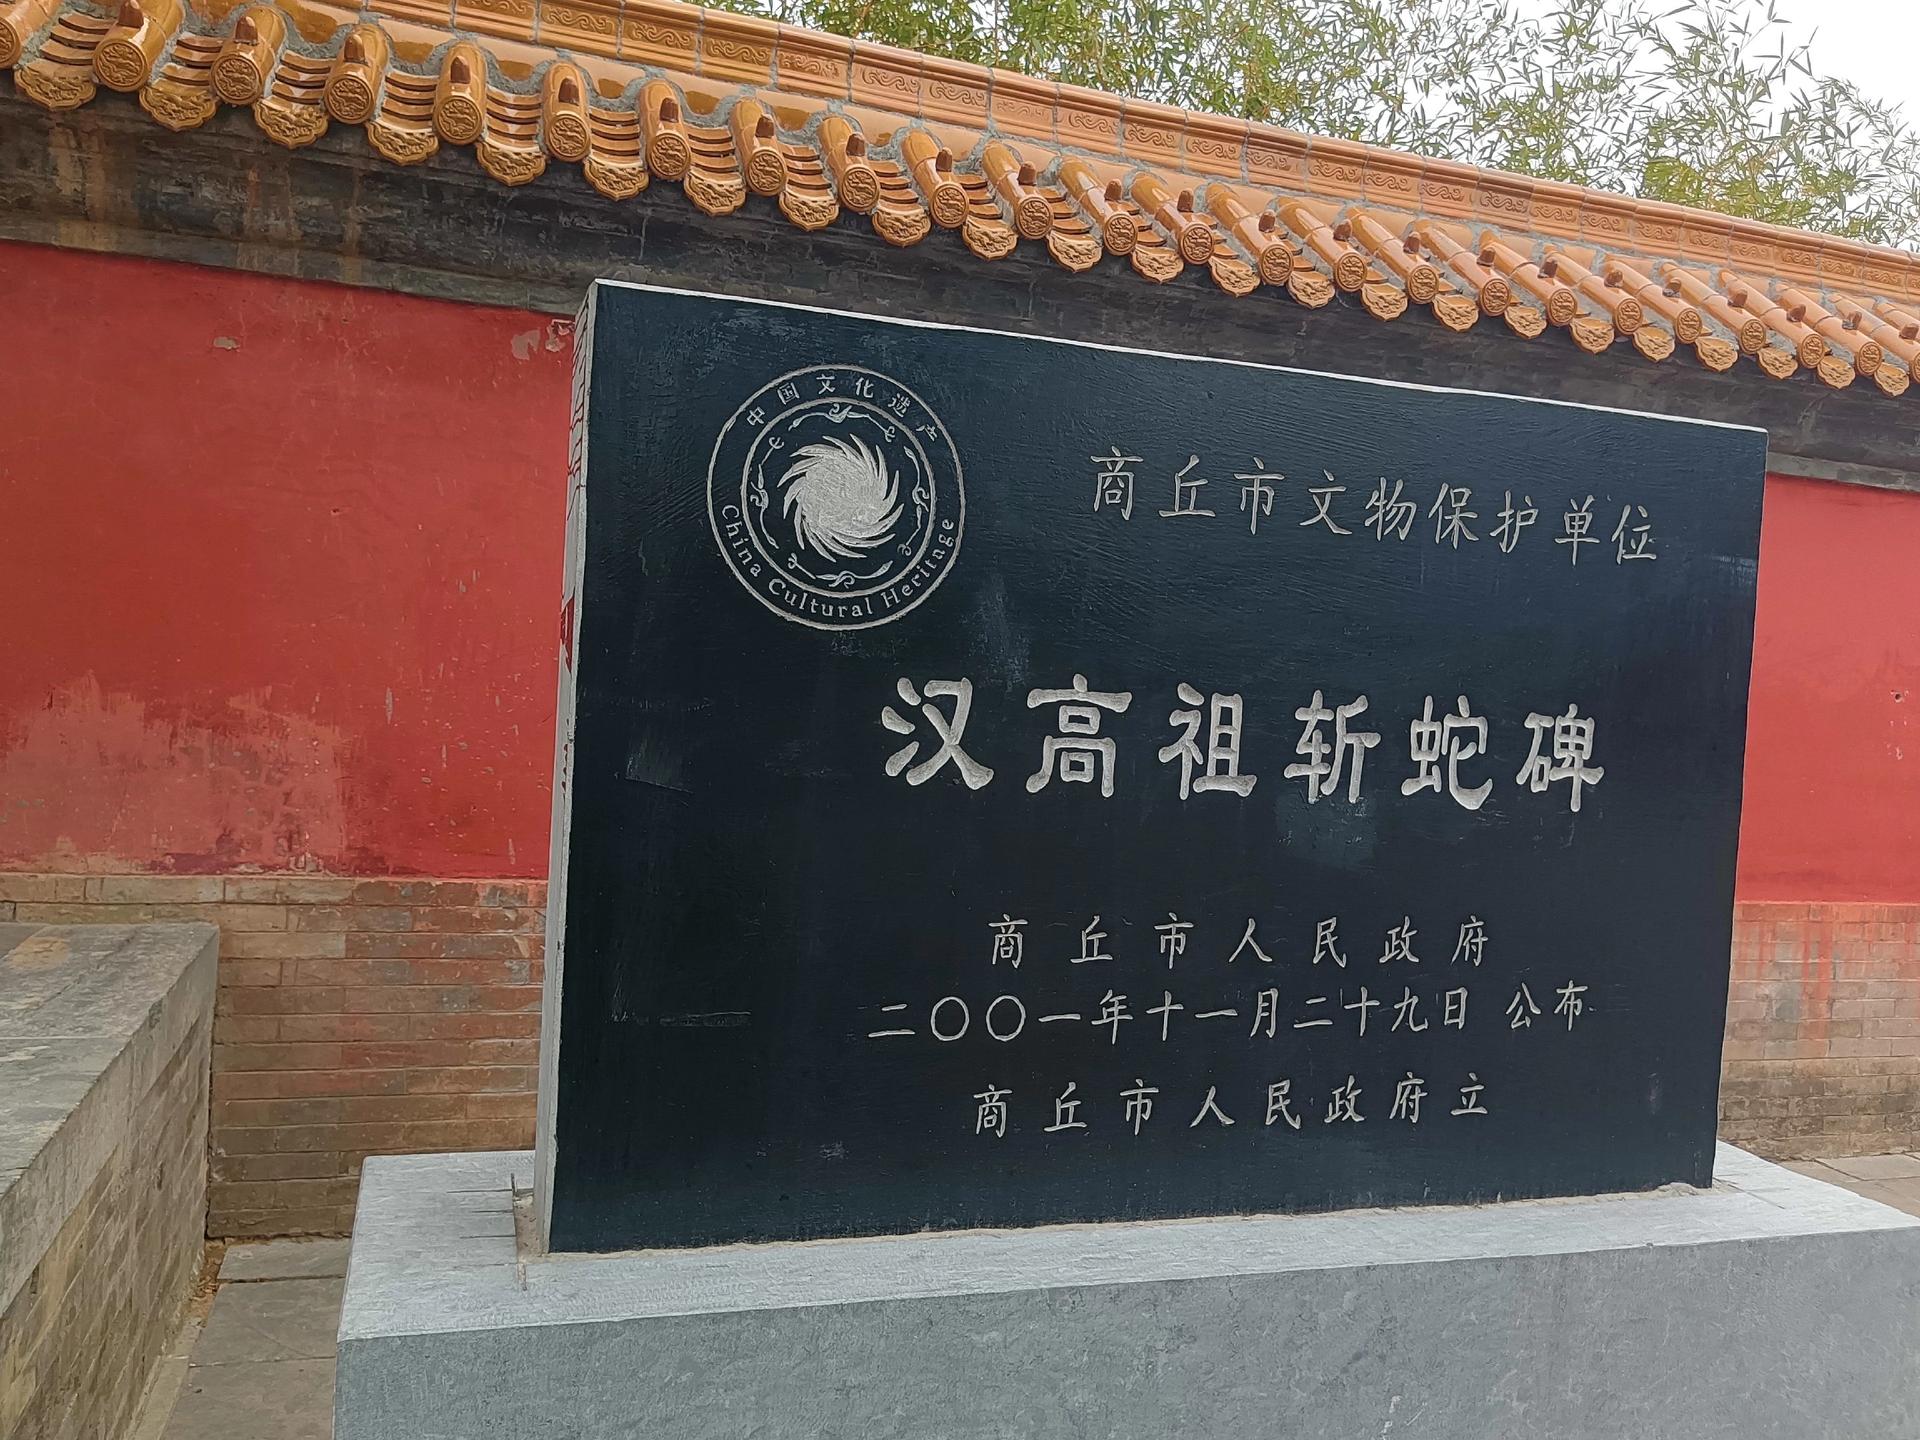 中国文化遗产
China Cultural Heritage
商丘市文物保护单位
汉高祖斩蛇碑
商丘市人民政府
二〇〇一年十一月二十九日 公布
商丘市人民政府立